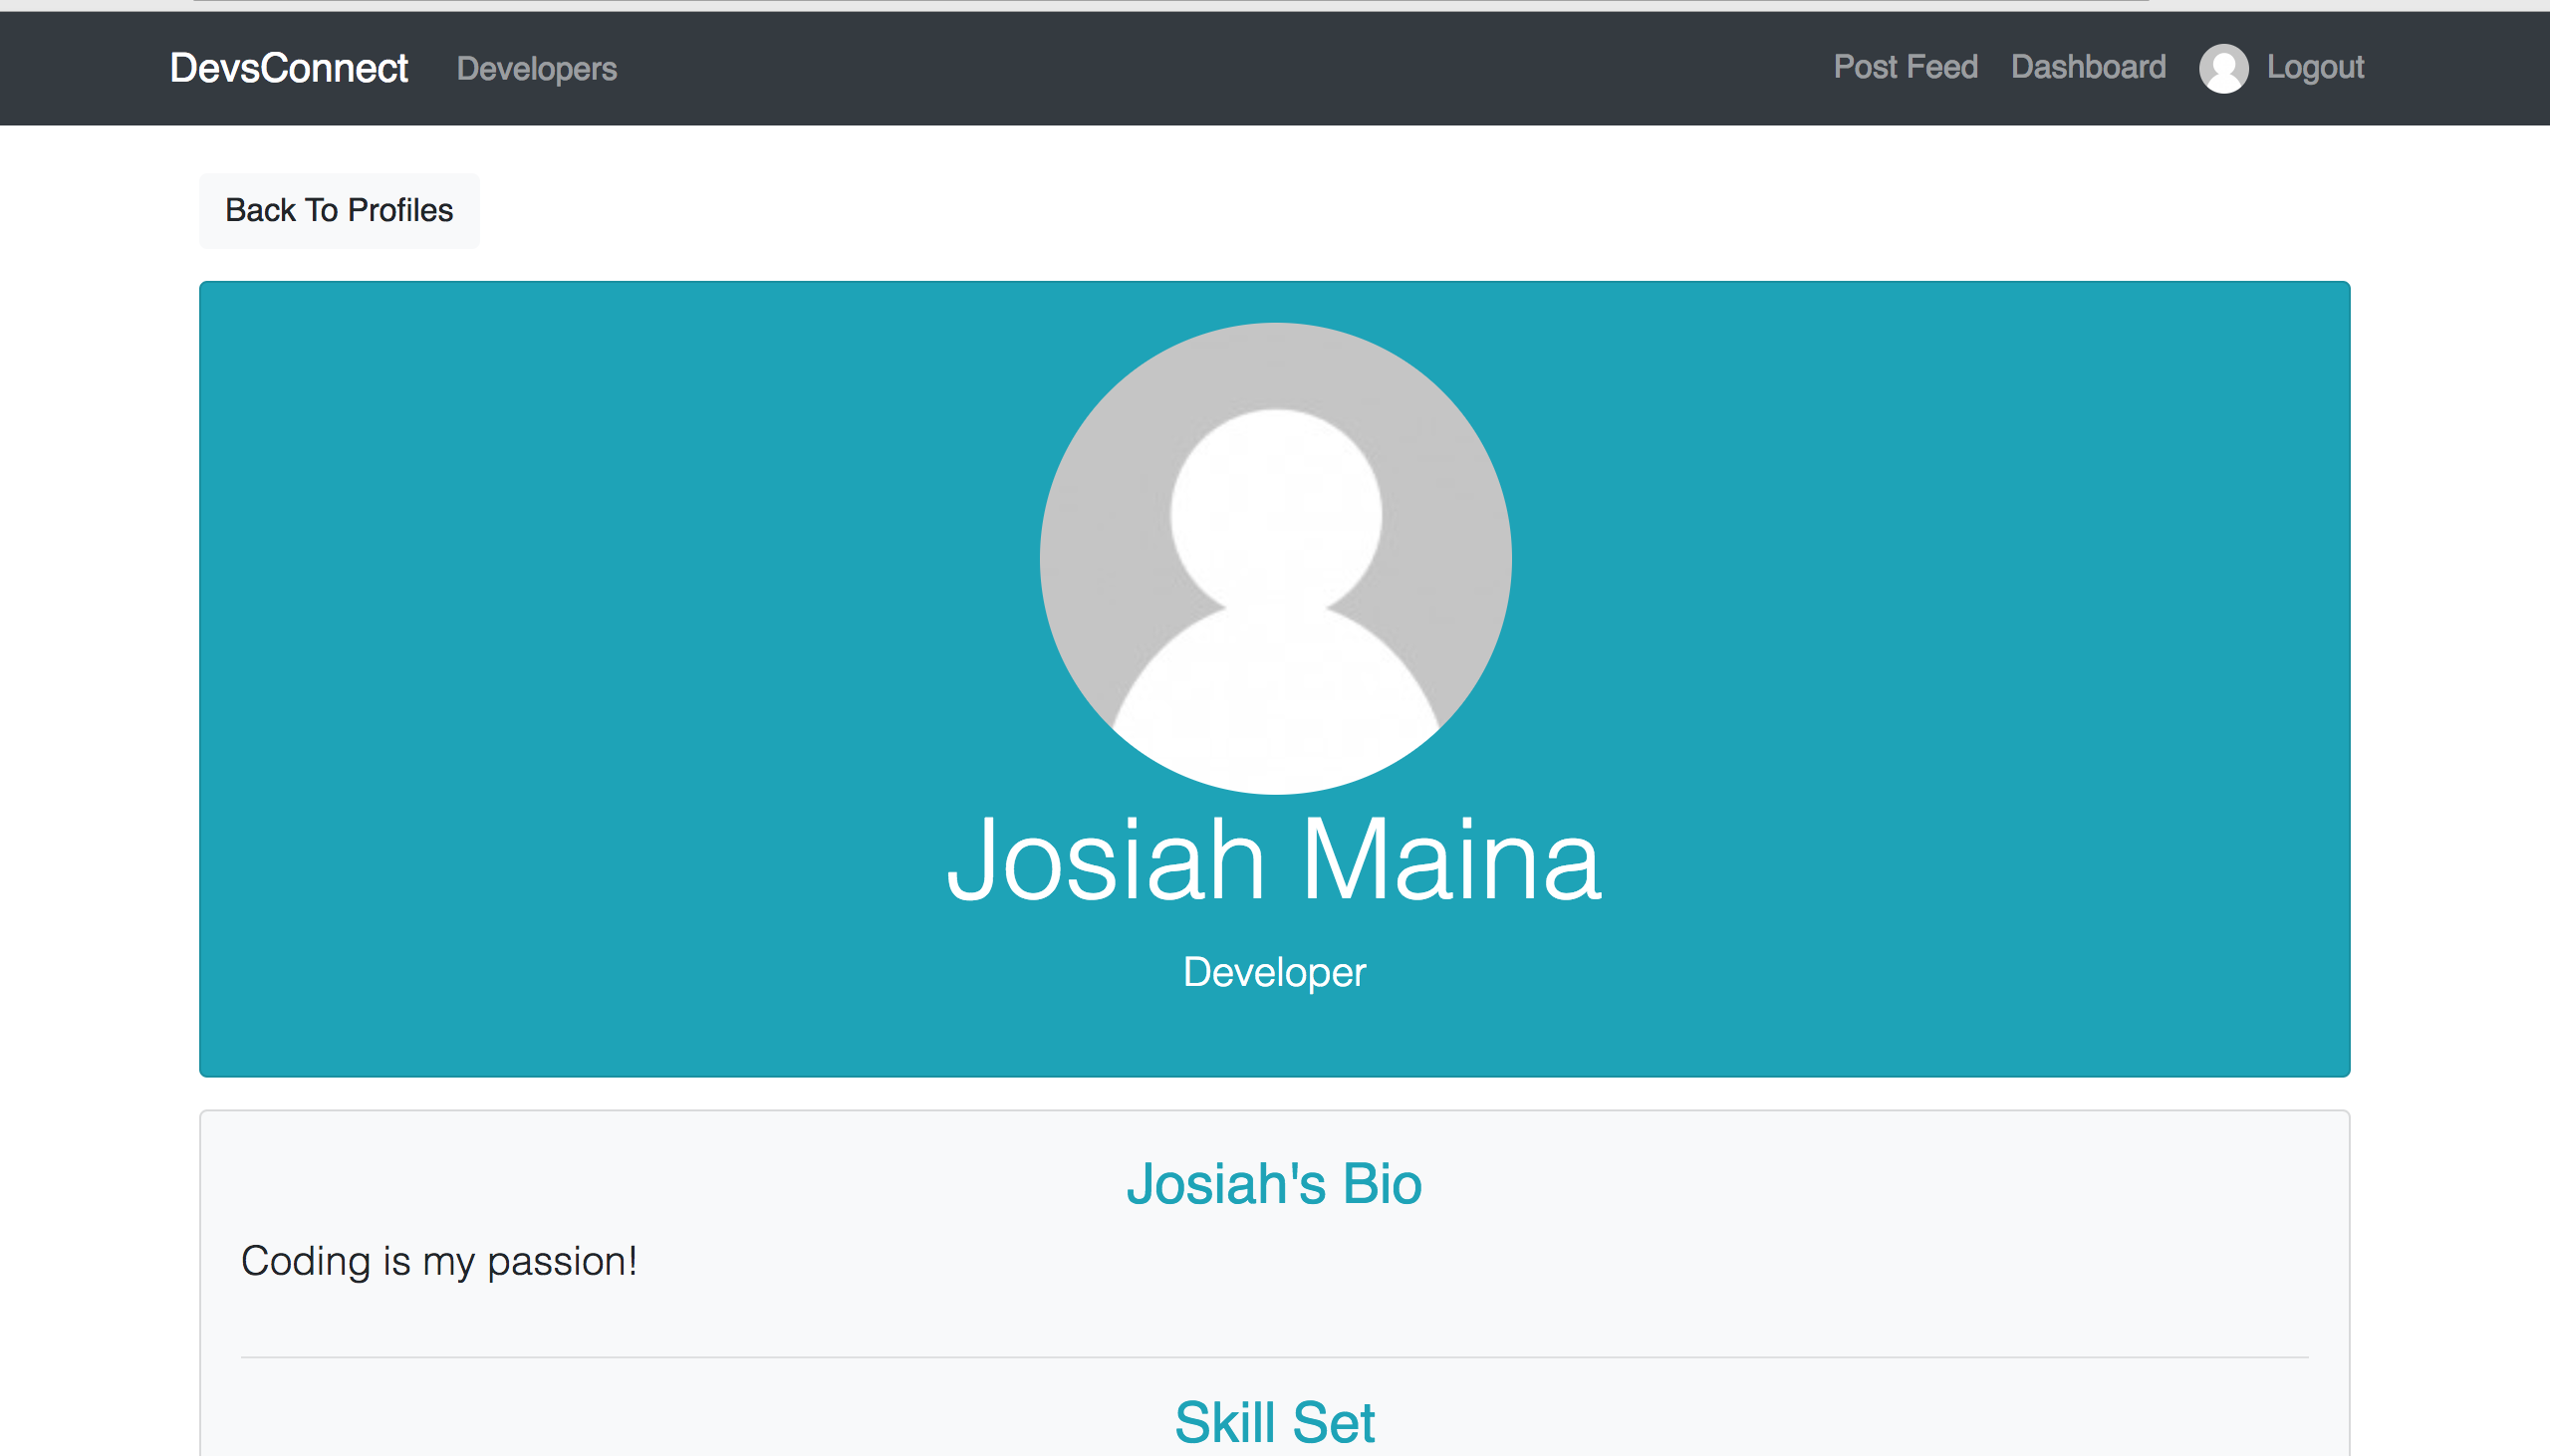 DevsConnect Developers Post Feed Dashboard Logout
Back To Profiles
Josiah Maina
Developer
Josiah's Bio
Coding is my passion!
Skill Set